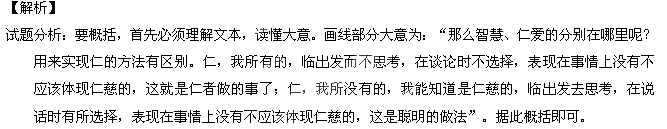 【解析】
试题分析：要概括，首先必须理解文本，读懂大意。画线部分大意为：“那么智慧、仁爱的分别在哪里呢？
用来实现仁的方法有区别。仁，我所有的，临出发而不思考，在谈论时不选择，表现在事情上没有不
应该体现仁慈的，这就是仁者做的事了；仁，我所没有的，我能知道是仁慈的，临出发去思考，在说
话时有所选择，表现在事情上没有不应该体现仁慈的，这是聪明的做法”。据此概括即可。